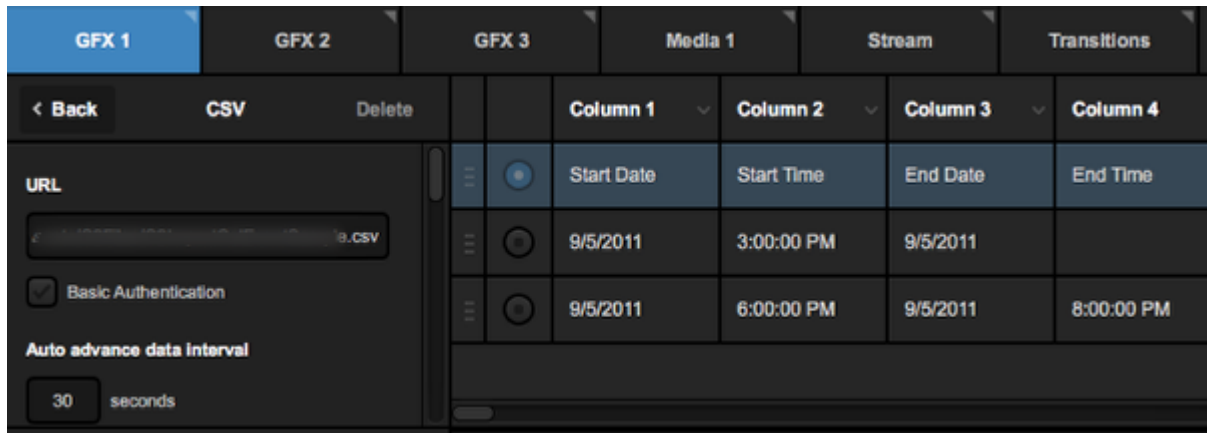 GFX 1 GFX 2 GFX 3 Media 1 Stream Transitions
< Back CSV Delete
Column 1 Column 2 Column 3 Column 4
URL
.csv
Basic Authentication
Auto advance data interval
30 seconds
Start Date Start Time End Date End Time
9/5/2011 3:00:00 PM 9/5/2011
9/5/2011 6:00:00 PM 9/5/2011 8:00:00 PM